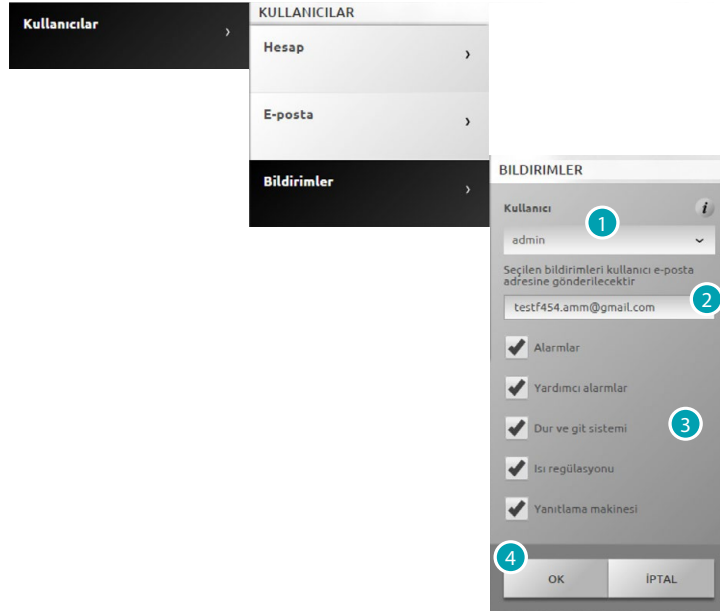 Kullanıcılar
KULLANICILAR
Hesap
E-posta
Bildirimler
BILDIRIMLER
Kullanıcı
i
1
admin
Seçilen bildirimleri kullanıcı e-posta
adresine gönderilecektir
2
testf454.amm@gmail.com
Alarmlar
Yardımcı alarmlar
Dur ve git sistemi
3
Isı regülasyonu
Yanıtlama makinesi
4
OK
İPTAL